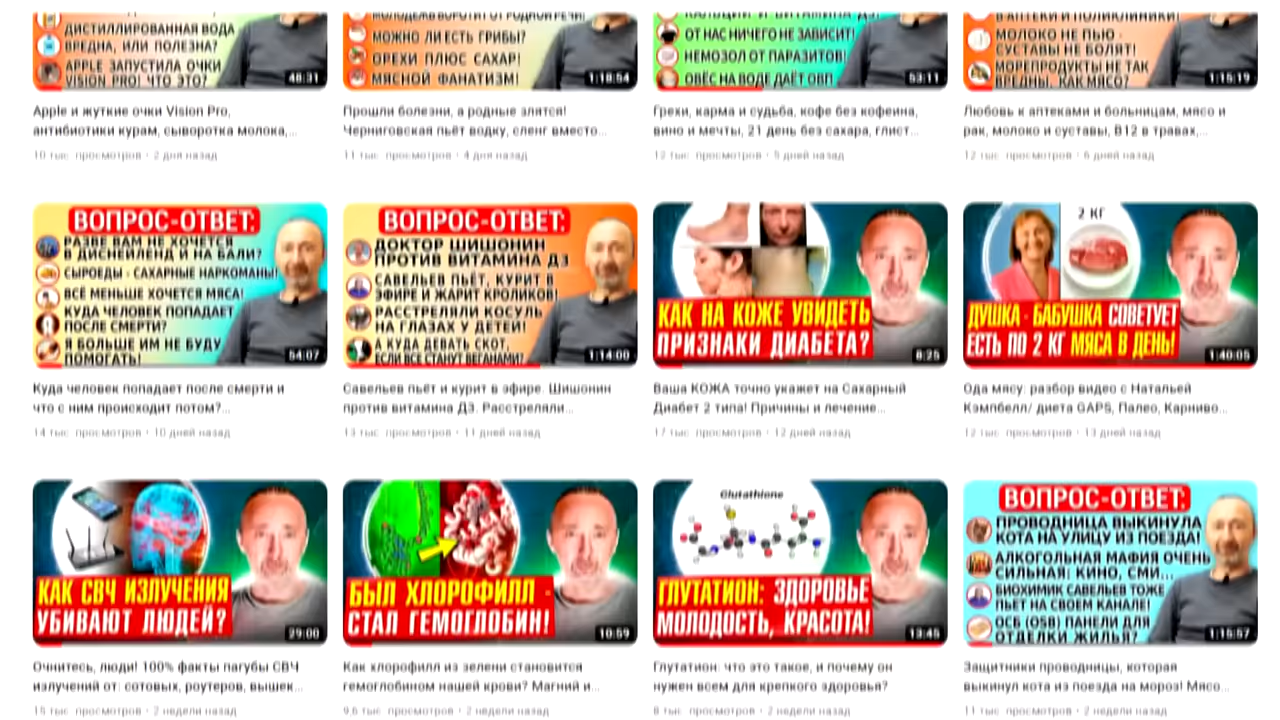 ДИСТИЛЛИРОВАННАЯ ВОДА
ВРЕДНА, ИЛИ ПОЛЕЗНА?
APPLE ЗАПУСТИЛА ОЧКИ
VISION PRO! ЧТО ЭТО?
48:31
МОЖНО ЛИ ЕСТЬ ГРИБЫ?
ОРЕХИ ПЛЮС САХАР!
МЯСНОЙ ФАНАТИЗМ!
1:18:54
ОТ НАС НИЧЕГО НЕ ЗАВИСИТ!
НЕМОЗОЛ ОТ ПАРАЗИТОВ!
ОВЁС НА ВОДЕ ДАЁТ ОВП
53:11
В АПТЕКИ И ПОЛИКЛИНИКИ!
МОЛОКО НЕ ПЬЮ -
СУСТАВЫ НЕ БОЛЯТ!
МОРЕПРОДУКТЫ НЕ ТАК
ВРЕДНЫ, КАК МЯСО?
1:15:19
Apple и жуткие очки Vision Pro,
антибиотики курам, сыворотка молока,...
10 тыс. просмотров • 2 дня назад
Прошли болезни, а родные злятся!
Черниговская пьёт водку, сленг вместо...
11 тыс. просмотров • 4 дня назад
Грехи, карма и судьба, кофе без кофеина,
вино и мечты, 21 день без сахара, глист...
12 тыс. просмотров • 5 дней назад
Любовь к аптеками и больницам, мясо и
рак, молоко и суставы, B12 в травах,...
12 тыс. просмотров • 6 дней назад
ВОПРОС-ОТВЕТ:
РАЗВЕ ВАМ НЕ ХОЧЕТСЯ
В ДИСНЕЙЛЕНД И НА БАЛИ?
СЫРОЕДЫ - САХАРНЫЕ НАРКОМАНЫ!
ВСЁ МЕНЬШЕ ХОЧЕТСЯ МЯСА!
КУДА ЧЕЛОВЕК ПОПАДАЕТ
ПОСЛЕ СМЕРТИ?
Я БОЛЬШЕ ИМ НЕ БУДУ
ПОМОГАТЬ!
54:07
ВОПРОС-ОТВЕТ:
ДОКТОР ШИШОНИН
ПРОТИВ ВИТАМИНА Д3
САВЕЛЬЕВ ПЬЁТ, КУРИТ В
ЭФИРЕ И ЖАРИТ КРОЛИКОВ!
РАССТРЕЛЯЛИ КОСУЛЬ
НА ГЛАЗАХ У ДЕТЕЙ!
А КУДА ДЕВАТЬ СКОТ,
ЕСЛИ ВСЕ СТАНУТ ВЕГАНАМИ?
1:14:00
КАК НА КОЖЕ УВИДЕТЬ
ПРИЗНАКИ ДИАБЕТА?
8:25
2 КГ
ДУШКА - БАБУШКА СОВЕТУЕТ
ЕСТЬ ПО 2 КГ МЯСА В ДЕНЬ!
1:40:05
Куда человек попадает после смерти и
что с ним происходит потом?...
14 тыс. просмотров • 10 дней назад
Савельев пьёт и курит в эфире. Шишонин
против витамина Д3. Расстреляли...
13 тыс. просмотров • 11 дней назад
Ваша КОЖА точно укажет на Сахарный
Диабет 2 типа! Причины и лечение...
17 тыс. просмотров • 12 дней назад
Ода мясу: разбор видео с Натальей
Кэмпбелл/ диета GAPS, Палео, Карниво...
12 тыс. просмотров • 13 дней назад
КАК СВЧ ИЗЛУЧЕНИЯ
УБИВАЮТ ЛЮДЕЙ?
29:00
БЫЛ ХЛОРОФИЛЛ -
СТАЛ ГЕМОГЛОБИН!
10:59
Glutathione
ГЛУТАТИОН: ЗДОРОВЬЕ
МОЛОДОСТЬ, КРАСОТА!
13:45
ВОПРОС-ОТВЕТ:
ПРОВОДНИЦА ВЫКИНУЛА
КОТА НА УЛИЦУ ИЗ ПОЕЗДА!
АЛКОГОЛЬНАЯ МАФИЯ ОЧЕНЬ
СИЛЬНАЯ: КИНО, СМИ...
БИОХИМИК САВЕЛЬЕВ ТОЖЕ
ПЬЁТ НА СВОЕМ КАНАЛЕ!
ОСБ (OSB) ПАНЕЛИ ДЛЯ
ОТДЕЛКИ ЖИЛЬЯ?
1:15:57
Очнитесь, люди! 100% факты пагубы СВЧ
излучений от: сотовых, роутеров, вышек...
15 тыс. просмотров • 2 недели назад
Как хлорофилл из зелени становится
гемоглобином нашей крови? Магний и...
9,6 тыс. просмотров • 2 недели назад
Глутатион: что это такое, и почему он
нужен всем для крепкого здоровья?
8 тыс. просмотров • 2 недели назад
Защитники проводницы, которая
выкинул кота из поезда на мороз! Мясо...
11 тыс. просмотров • 2 недели назад